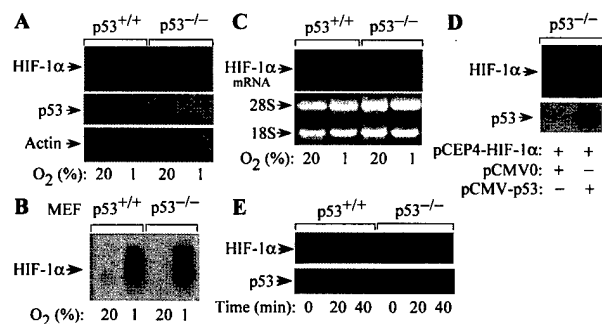 A
p53+/+ p53−/−
HIF-1α
p53
Actin
O2 (%): 20 1 20 1
B
MEF p53+/+ p53−/−
HIF-1α
O2 (%): 20 1 20 1
C
p53+/+ p53−/−
HIF-1α
mRNA
28S
18S
O2 (%): 20 1 20 1
D
p53−/−
HIF-1α
p53
pCEP4-HIF-1α: + +
pCMV0: + −
pCMV-p53: − +
E
p53+/+ p53−/−
HIF-1α
p53
Time (min): 0 20 40 0 20 40